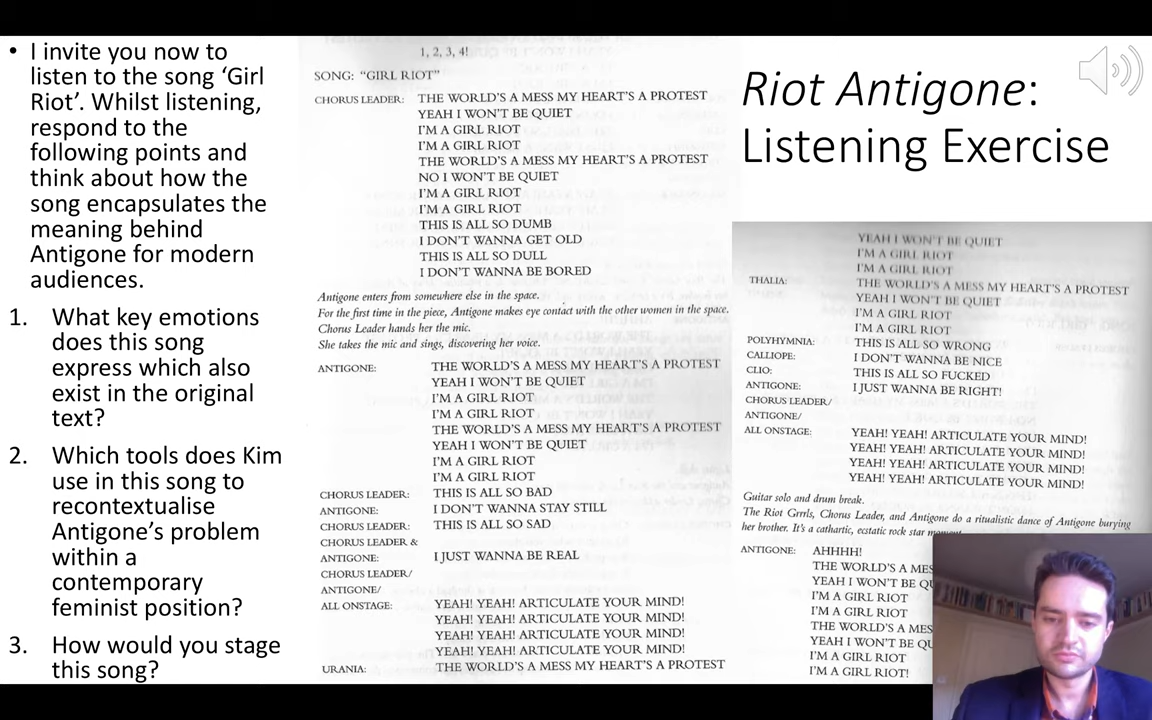 • I invite you now to
listen to the song ‘Girl
Riot’. Whilst listening,
respond to the
following points and
think about how the
song encapsulates the
meaning behind
Antigone for modern
audiences.
1. What key emotions
does this song
express which also
exist in the original
text?
2. Which tools does Kim
use in this song to
recontextualise
Antigone’s problem
within a
contemporary
feminist position?
3. How would you stage
this song?
1, 2, 3, 4!
SONG: “GIRL RIOT”
CHORUS LEADER: THE WORLD'S A MESS MY HEART'S A PROTEST
YEAH I WON'T BE QUIET
I'M A GIRL RIOT
I'M A GIRL RIOT
THE WORLD'S A MESS MY HEART'S A PROTEST
NO I WON'T BE QUIET
I'M A GIRL RIOT
I'M A GIRL RIOT
THIS IS ALL SO DUMB
I DON'T WANNA GET OLD
THIS IS ALL SO DULL
I DON'T WANNA BE BORED
Antigone enters from somewhere else in the space.
For the first time in the piece, Antigone makes eye contact with the other women in the space.
Chorus Leader hands her the mic.
She takes the mic and sings, discovering her voice.
ANTIGONE: THE WORLD'S A MESS MY HEART'S A PROTEST
YEAH I WON'T BE QUIET
I'M A GIRL RIOT
I'M A GIRL RIOT
THE WORLD'S A MESS MY HEART'S A PROTEST
YEAH I WON'T BE QUIET
I'M A GIRL RIOT
I'M A GIRL RIOT
CHORUS LEADER: THIS IS ALL SO BAD
ANTIGONE: I DON'T WANNA STAY STILL
CHORUS LEADER: THIS IS ALL SO SAD
CHORUS LEADER &
ANTIGONE: I JUST WANNA BE REAL
CHORUS LEADER/
ANTIGONE/
ALL ONSTAGE: YEAH! YEAH! ARTICULATE YOUR MIND!
YEAH! YEAH! ARTICULATE YOUR MIND!
YEAH! YEAH! ARTICULATE YOUR MIND!
YEAH! YEAH! ARTICULATE YOUR MIND!
URANIA: THE WORLD'S A MESS MY HEART'S A PROTEST
Riot Antigone:
Listening Exercise
YEAH I WON'T BE QUIET
I'M A GIRL RIOT
I'M A GIRL RIOT
THALIA: THE WORLD'S A MESS MY HEART'S A PROTEST
YEAH I WON'T BE QUIET
I'M A GIRL RIOT
I'M A GIRL RIOT
POLYHYMNIA: THIS IS ALL SO WRONG
CALLIOPE: I DON'T WANNA BE NICE
CLIO: THIS IS ALL SO FUCKED
ANTIGONE: I JUST WANNA BE RIGHT!
CHORUS LEADER/
ANTIGONE/
ALL ONSTAGE: YEAH! YEAH! ARTICULATE YOUR MIND!
YEAH! YEAH! ARTICULATE YOUR MIND!
YEAH! YEAH! ARTICULATE YOUR MIND!
YEAH! YEAH! ARTICULATE YOUR MIND!
Guitar solo and drum break.
The Riot Grrrls, Chorus Leader, and Antigone do a ritualistic dance of Antigone burying
her brother. It's a cathartic, ecstatic rock star
ANTIGONE: AHHHH!
THE WORLD'S A MES
YEAH I WON'T BE QU
I'M A GIRL RIOT
I'M A GIRL RIOT
THE WORLD'S A MES
YEAH I WON'T BE QU
I'M A GIRL RIOT
I'M A GIRL RIOT!